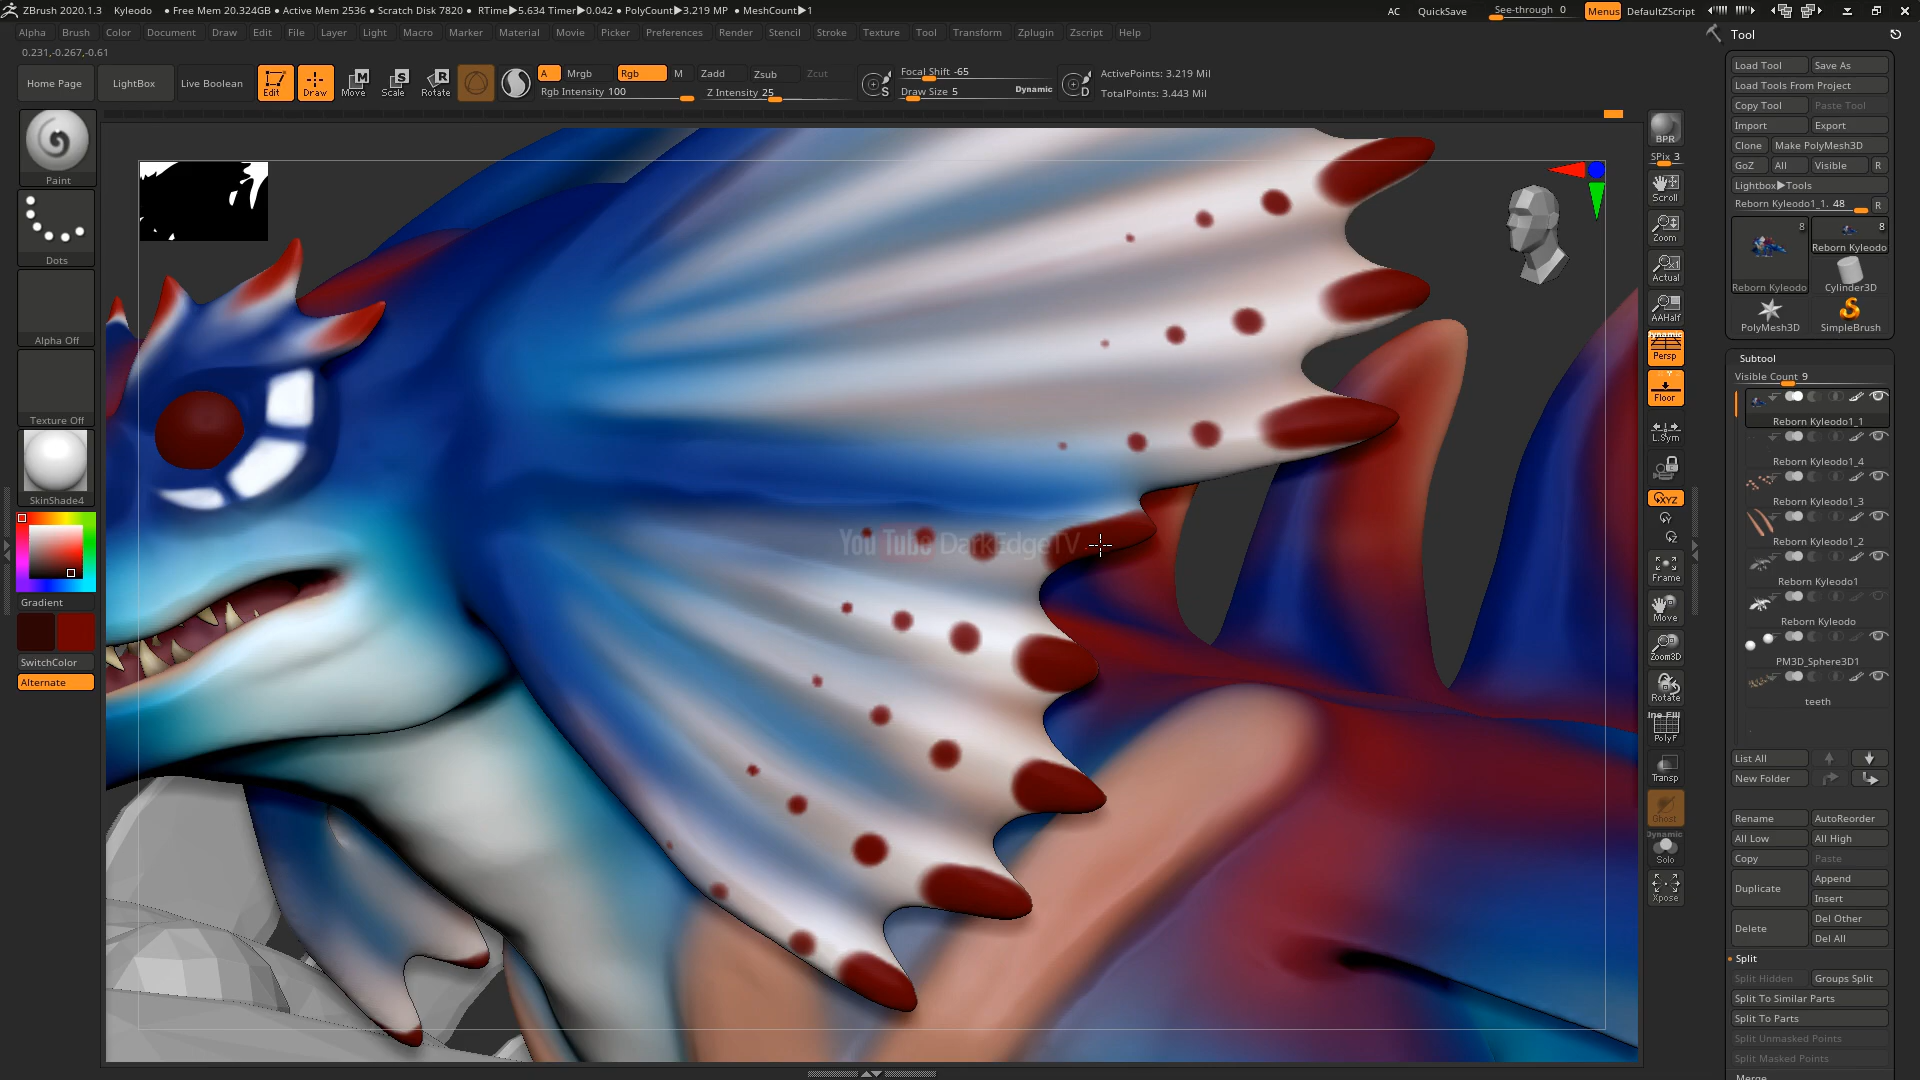 ZBrush 2020.1.3 Kyleodo • Free Mem 20.324GB • Active Mem 2536 • Scratch Disk 7820 • RTime▶5.634 Timer▶0.042 • PolyCount▶3.219 MP • MeshCount▶1 AC QuickSave See-through 0 Menus DefaultZScript
Alpha Brush Color Document Draw Edit File Layer Light Macro Marker Material Movie Picker Preferences Render Stencil Stroke Texture Tool Transform Zplugin Zscript Help
0.231,-0.267,-0.61
Home Page LightBox Live Boolean Edit Draw Move Scale Rotate
A Mrgb Rgb M Zadd Zsub Zcut
Rgb Intensity 100 Z Intensity 25
Focal Shift -65
Draw Size 5 Dynamic
ActivePoints: 3.219 Mil
TotalPoints: 3.443 Mil
Paint
Dots
Alpha Off
Texture Off
SkinShade4
Gradient
SwitchColor
Alternate
You Tube DarkEdgeTV
BPR
SPix 3
Scroll
Zoom
Actual
AAHalf
Dynamic
Persp
Floor
L.Sym
XYZ
Y
Z
Frame
Move
Zoom3D
Rotate
Line Fill
PolyF
Transp
Ghost
Dynamic
Solo
Xpose
Tool
Load Tool Save As
Load Tools From Project
Copy Tool Paste Tool
Import Export
Clone Make PolyMesh3D
GoZ All Visible R
Lightbox▶Tools
Reborn Kyleodo1_1. 48 R
8 8
Reborn Kyleodo
Reborn Kyleodo Cylinder3D
PolyMesh3D SimpleBrush
Subtool
Visible Count 9
Reborn Kyleodo1_1
Reborn Kyleodo1_4
Reborn Kyleodo1_3
Reborn Kyleodo1_2
Reborn Kyleodo1
Reborn Kyleodo
PM3D_Sphere3D1
teeth
List All
New Folder
Rename AutoReorder
All Low All High
Copy Paste
Duplicate Append
Insert
Delete Del Other
Del All
Split
Split Hidden Groups Split
Split To Similar Parts
Split To Parts
Split Unmasked Points
Split Masked Points
Merge